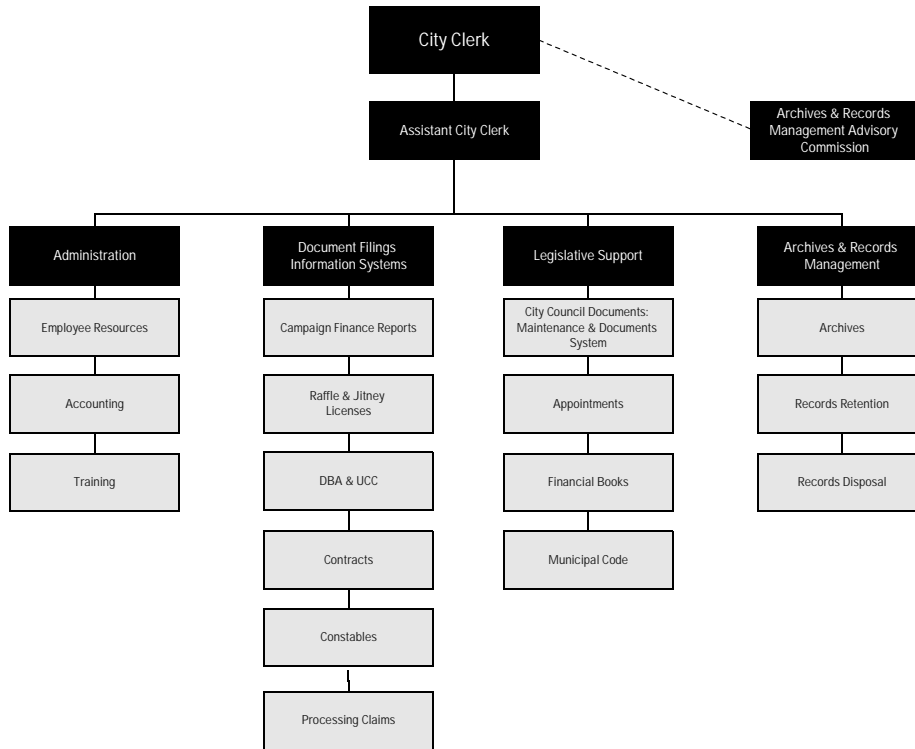 City Clerk
Assistant City Clerk
Archives & Records
Management Advisory
Commission
Administration
Document Filings
Information Systems
Legislative Support
Archives & Records
Management
Employee Resources
Campaign Finance Reports
City Council Documents:
Maintenance & Documents
System
Archives
Accounting
Raffle & Jitney
Licenses
Appointments
Records Retention
Training
DBA & UCC
Financial Books
Records Disposal
Contracts
Municipal Code
Constables
Processing Claims